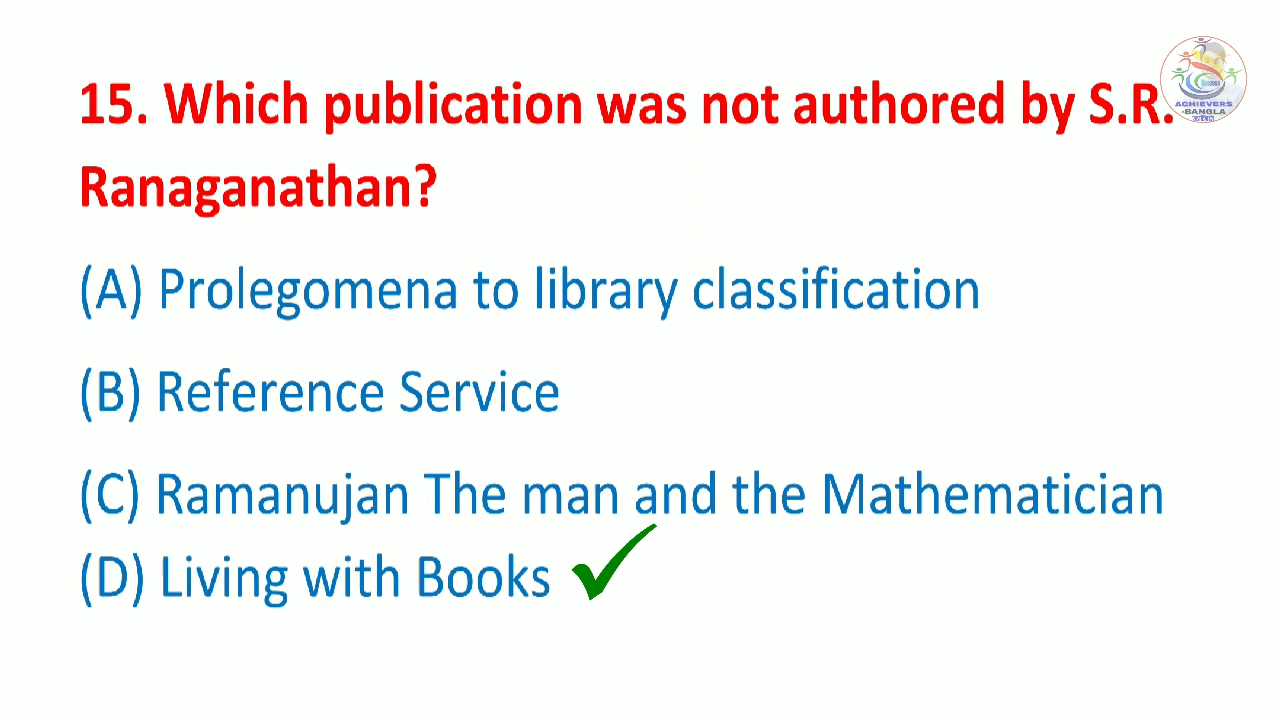 15. Which publication was not authored by S.R.
Ranaganathan?
(A) Prolegomena to library classification
(B) Reference Service
(C) Ramanujan The man and the Mathematician
(D) Living with Books
ACHIEVERS
-BANGLA